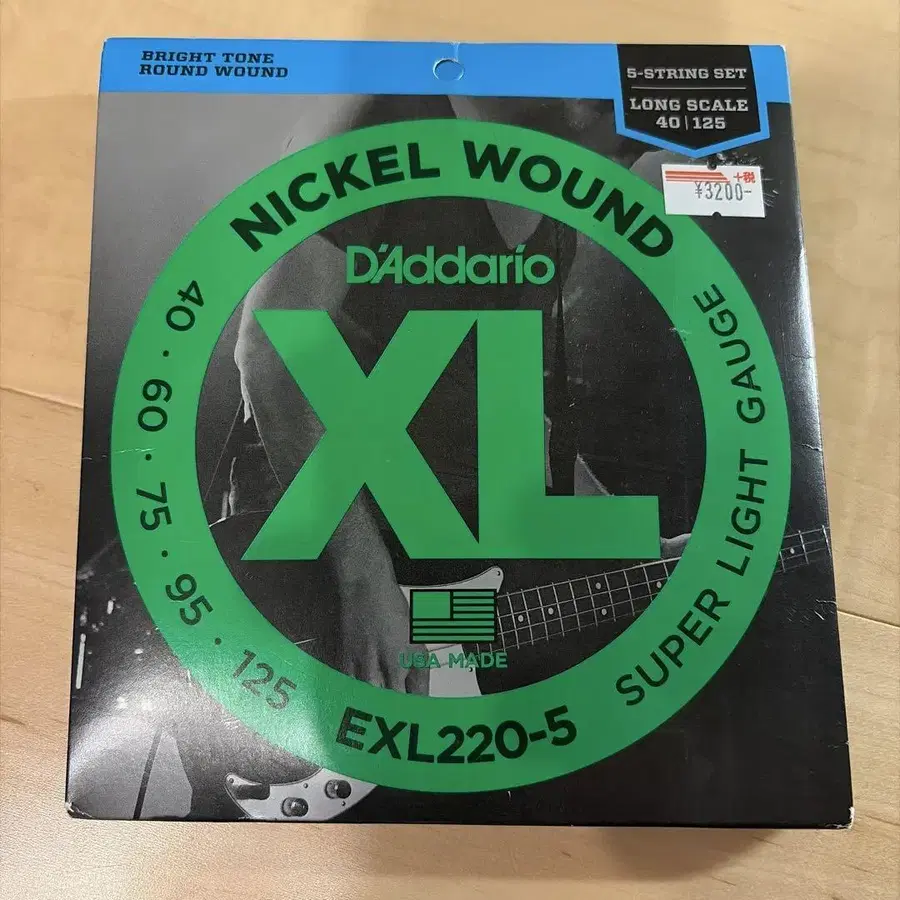 BRIGHT TONE
ROUND WOUND
5-STRING SET
LONG SCALE
40|125
+税
¥3200-
NICKEL WOUND
D'Addario
XL
40 · 60 · 75 · 95 · 125
SUPER LIGHT GAUGE
USA MADE
EXL220-5